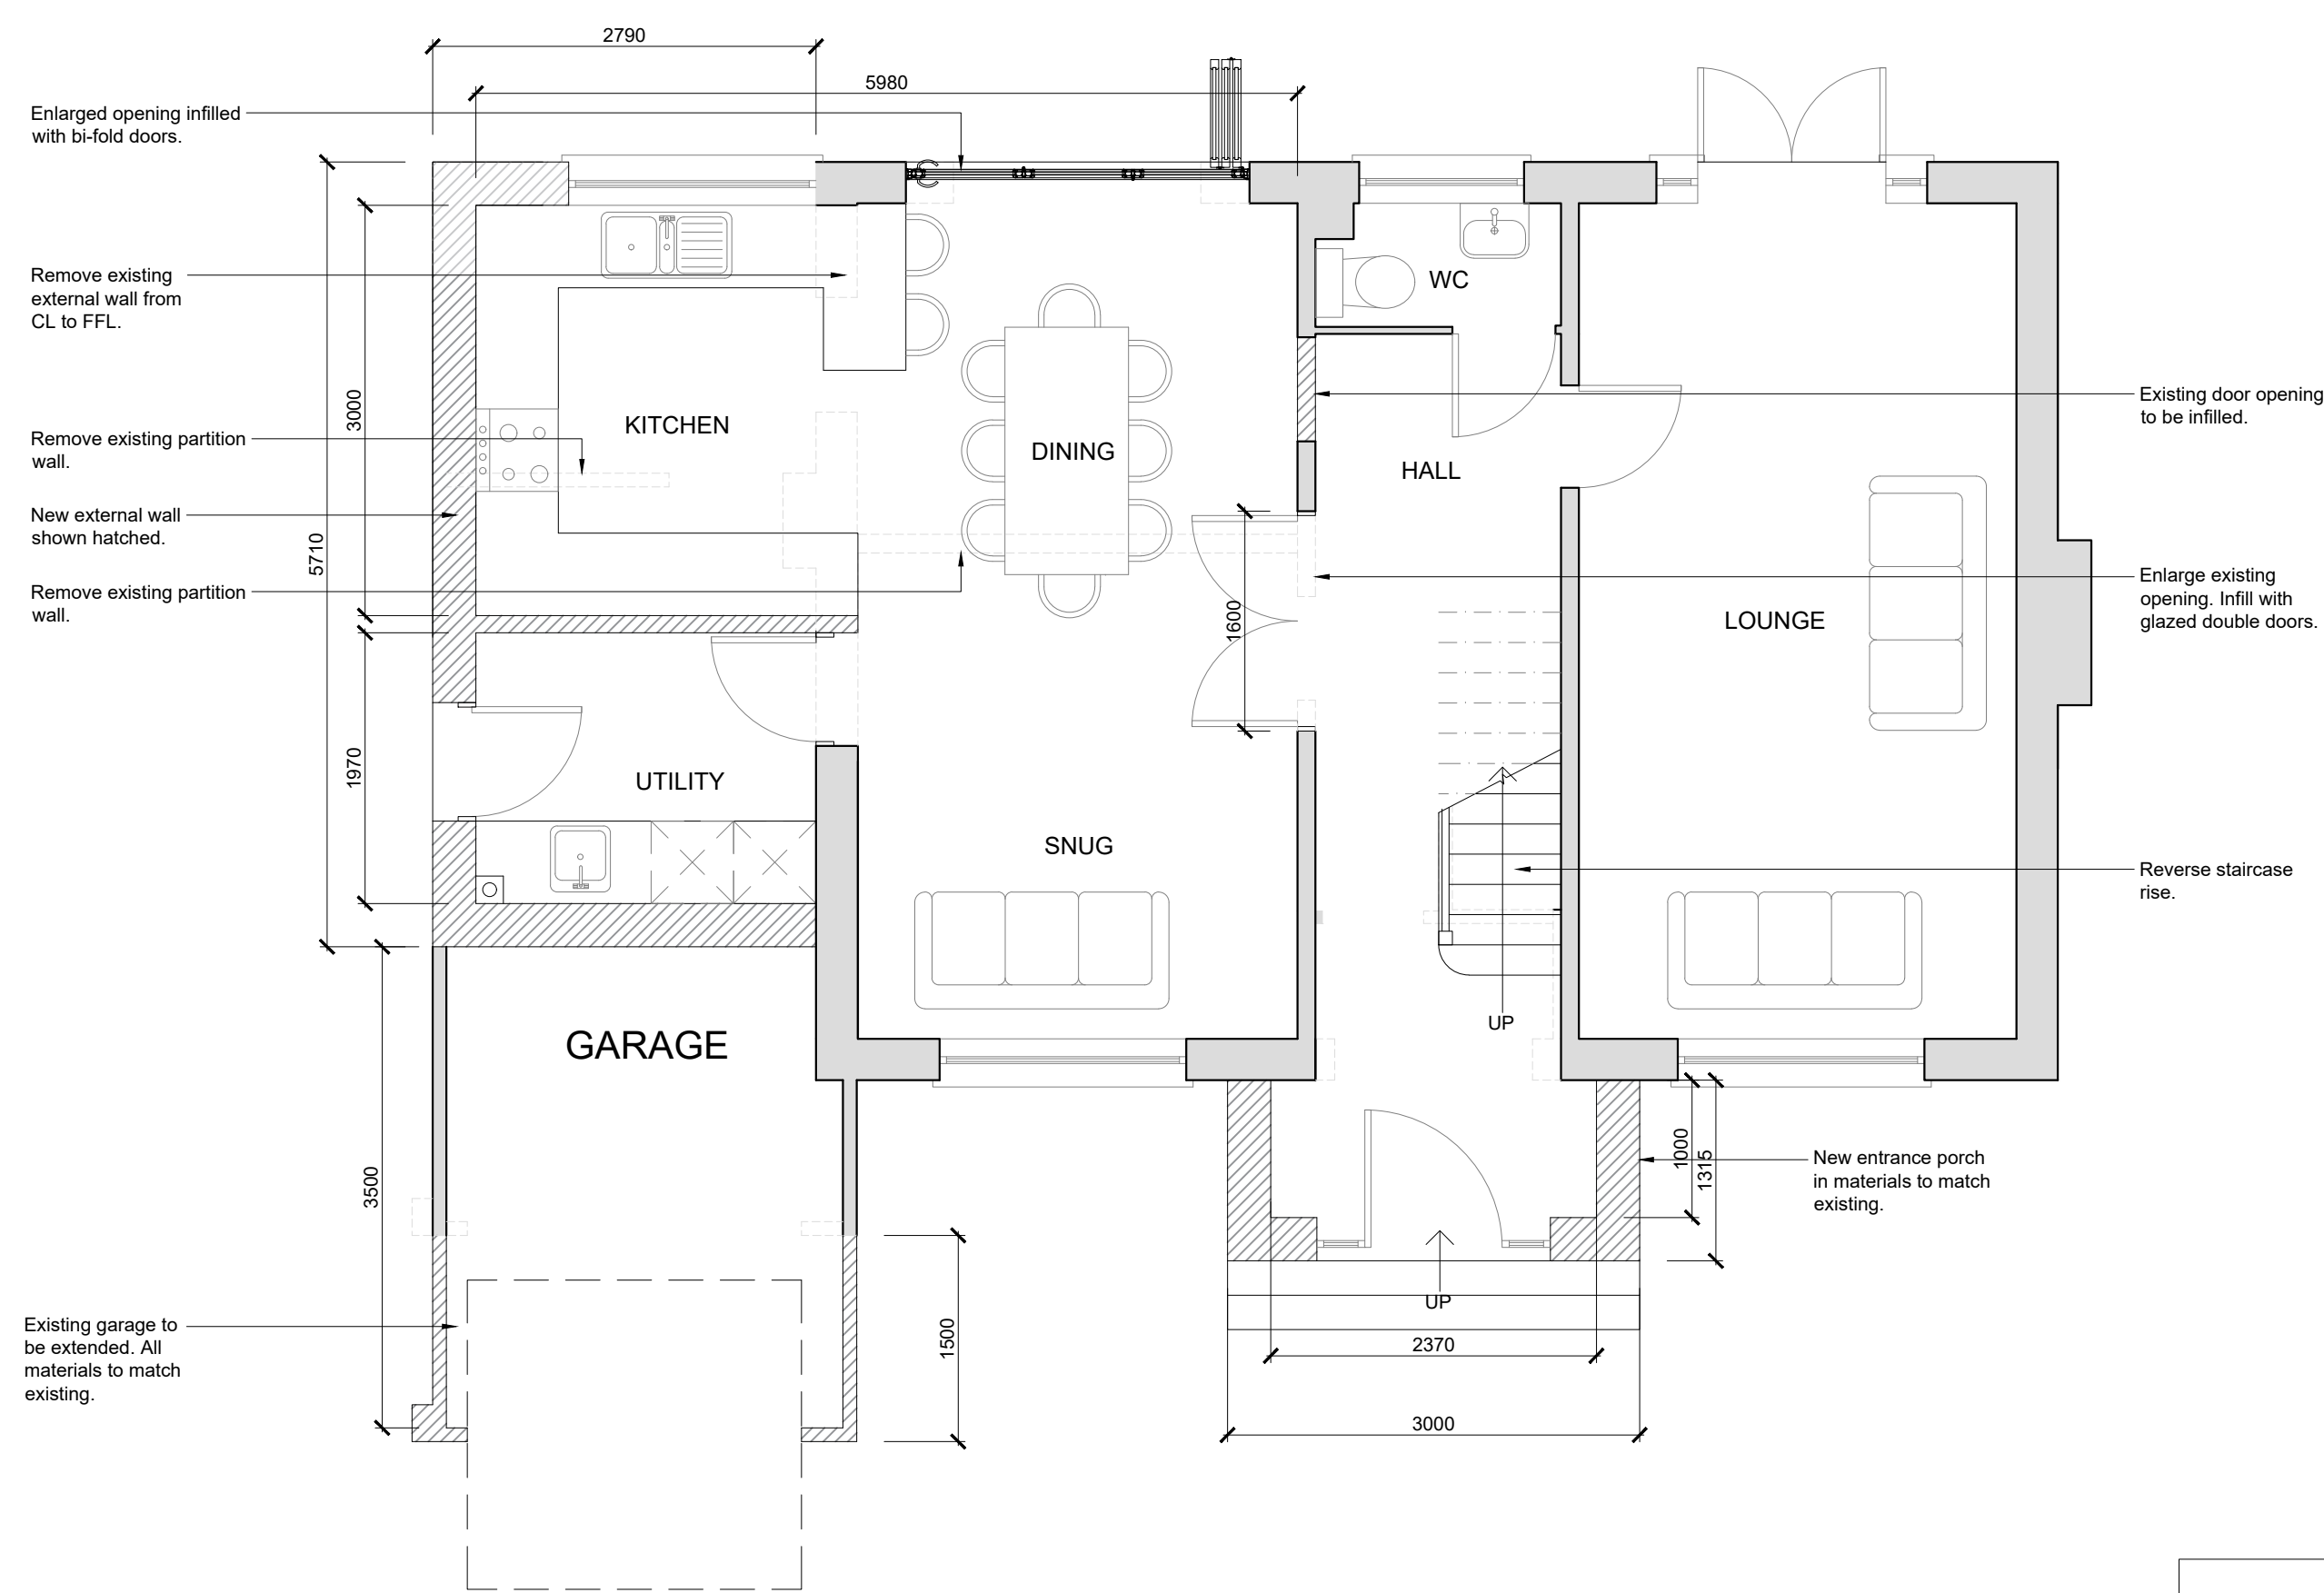 2790
5980
Enlarged opening infilled
with bi-fold doors.
Remove existing
external wall from
CL to FFL.
WC
3000
KITCHEN
DINING
HALL
Existing door opening
to be infilled.
Remove existing partition
wall.
New external wall
shown hatched.
5710
Remove existing partition
wall.
1600
LOUNGE
Enlarge existing
opening. Infill with
glazed double doors.
1970
UTILITY
SNUG
Reverse staircase
rise.
UP
GARAGE
3500
1000
1315
New entrance porch
in materials to match
existing.
UP
Existing garage to
be extended. All
materials to match
existing.
1500
2370
3000